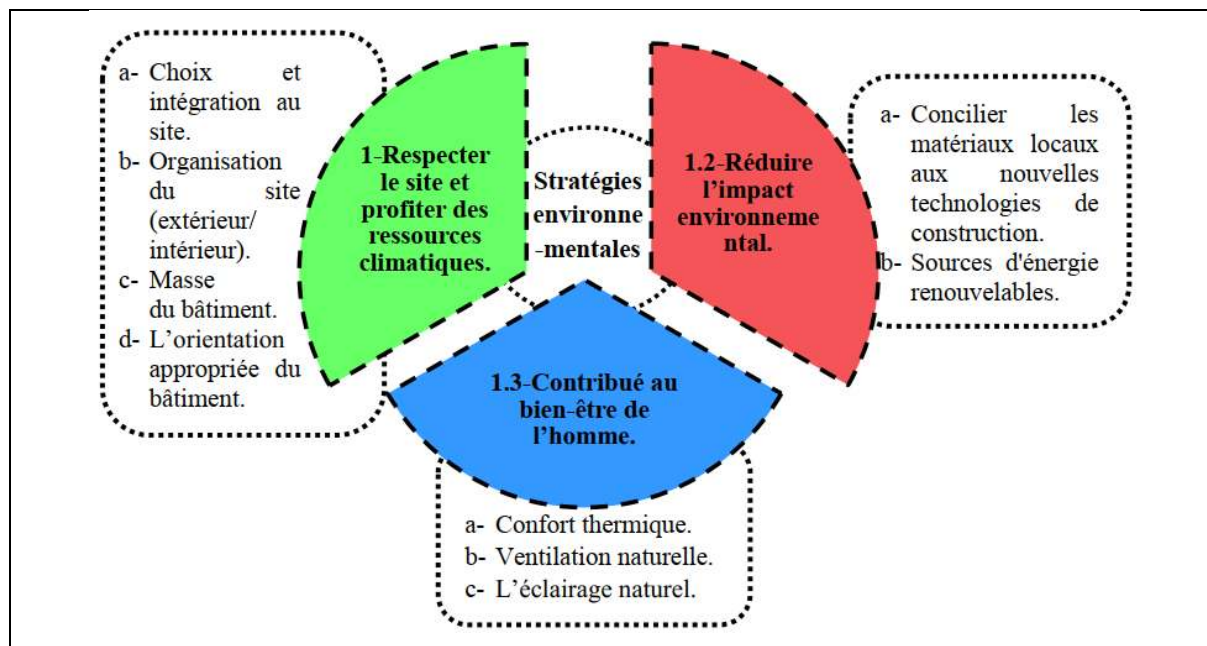 a- Choix et
intégration au
site.
b- Organisation
du site
(extérieur/
intérieur).
c- Masse
du bâtiment.
d- L’orientation
appropriée du
bâtiment.
1-Respecter
le site et
profiter des
ressources
climatiques.
Stratégies
environne
-mentales
1.2-Réduire
l’impact
environneme
ntal.
a- Concilier les
matériaux locaux
aux nouvelles
technologies de
construction.
b- Sources d'énergie
renouvelables.
1.3-Contribué au
bien-être de
l’homme.
a- Confort thermique.
b- Ventilation naturelle.
c- L’éclairage naturel.